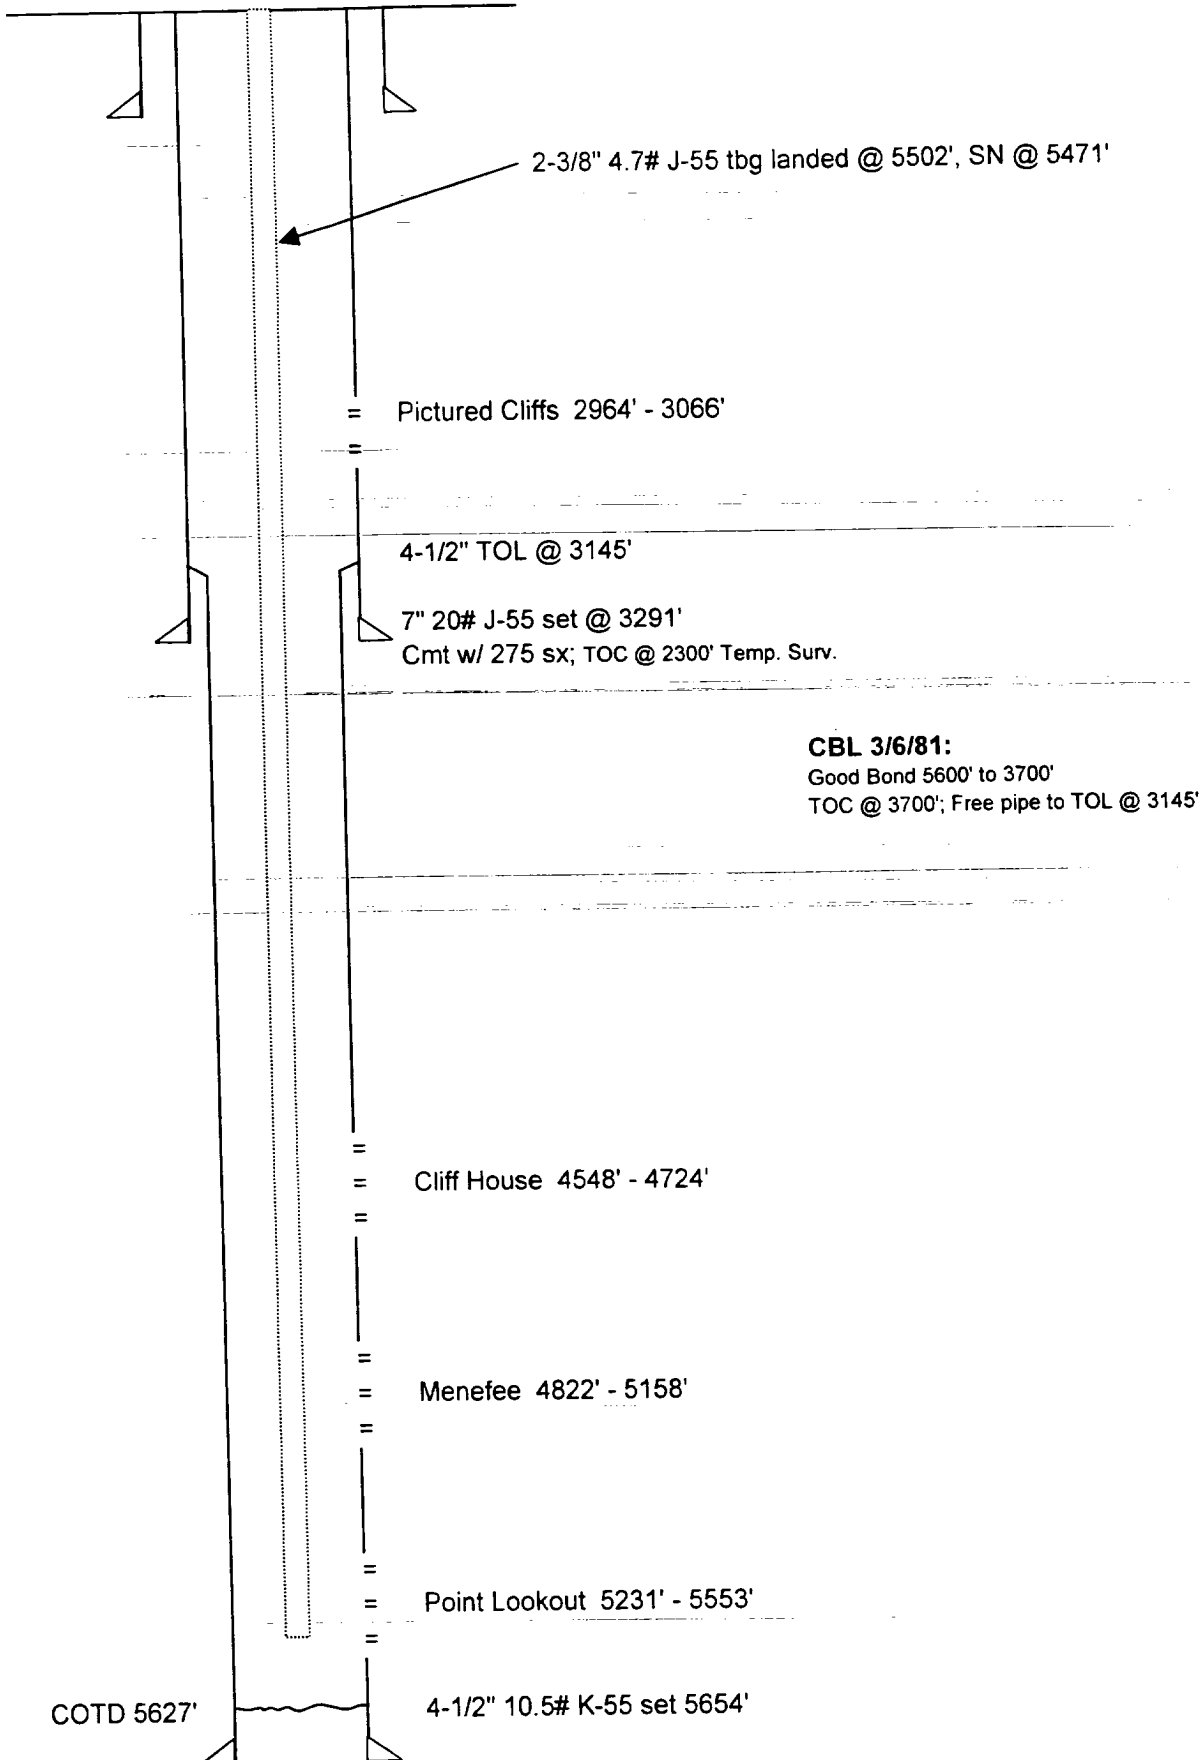 2-3/8" 4.7# J-55 tbg landed @ 5502', SN @ 5471'
= Pictured Cliffs 2964' - 3066'
=
4-1/2" TOL @ 3145'
7" 20# J-55 set @ 3291'
Cmt w/ 275 sx; TOC @ 2300' Temp. Surv.
CBL 3/6/81:
Good Bond 5600' to 3700'
TOC @ 3700'; Free pipe to TOL @ 3145'
=
= Cliff House 4548' - 4724'
=
=
= Menefee 4822' - 5158'
=
=
= Point Lookout 5231' - 5553'
=
COTD 5627'
4-1/2" 10.5# K-55 set 5654'